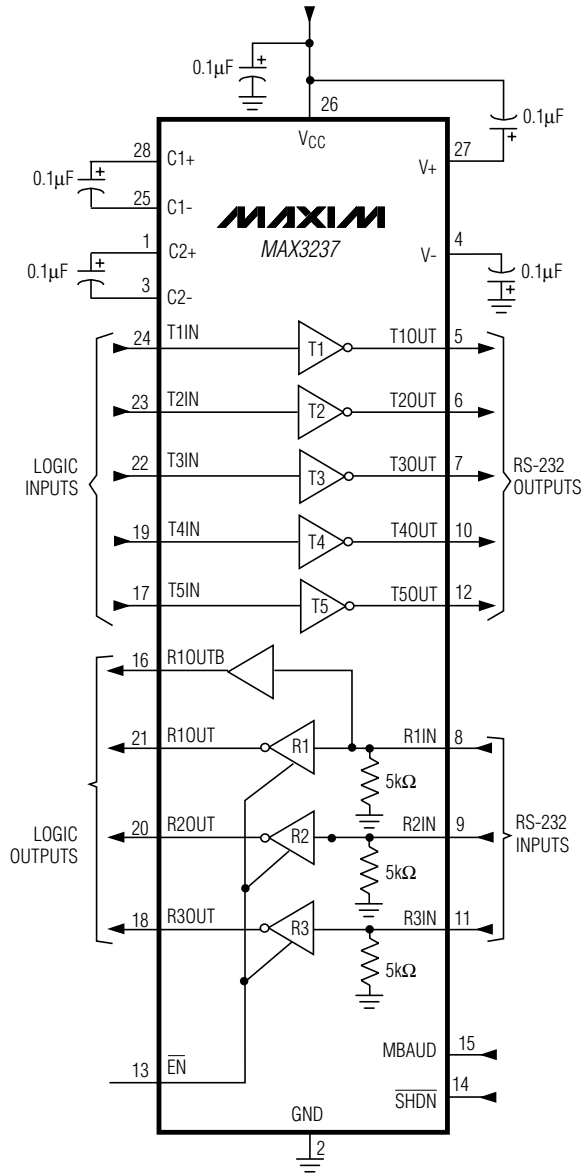 0.1µF
26
0.1µF
VCC
28
C1+
V+
27
0.1µF
25
C1-
MAXIM
MAX3237
1
C2+
V-
4
0.1µF
3
C2-
0.1µF
24
T1IN
T1
T1OUT
5
23
T2IN
T2
T2OUT
6
LOGIC
INPUTS
22
T3IN
T3
T3OUT
7
RS-232
OUTPUTS
19
T4IN
T4
T4OUT
10
17
T5IN
T5
T5OUT
12
16
R1OUTB
21
R1OUT
R1
R1IN
8
5kΩ
LOGIC
OUTPUTS
20
R2OUT
R2
R2IN
9
RS-232
INPUTS
5kΩ
18
R3OUT
R3
R3IN
11
5kΩ
MBAUD
15
13
EN
SHDN
14
GND
2